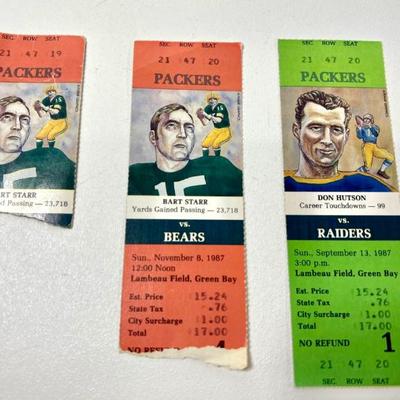 SEC. ROW SEAT
21 47 19
PACKERS
BART STARR
Gained Passing — 23,718
SEC. ROW SEAT
21 47 20
PACKERS
BART STARR
Yards Gained Passing — 23,718
vs.
BEARS
Sun., November 8, 1987
12:00 Noon
Lambeau Field, Green Bay
Est. Price $15.24
State Tax .76
City Surcharge $1.00
Total $17.00
NO
SEC. ROW SEAT
21 47 20
PACKERS
DON HUTSON
Career Touchdowns — 99
vs.
RAIDERS
Sun., September 13, 1987
3:00 p.m.
Lambeau Field, Green Bay
Est. Price $15.24
State Tax .76
City Surcharge $1.00
Total $17.00
NO REFUND 1
21 47 20
SEC. ROW SEAT